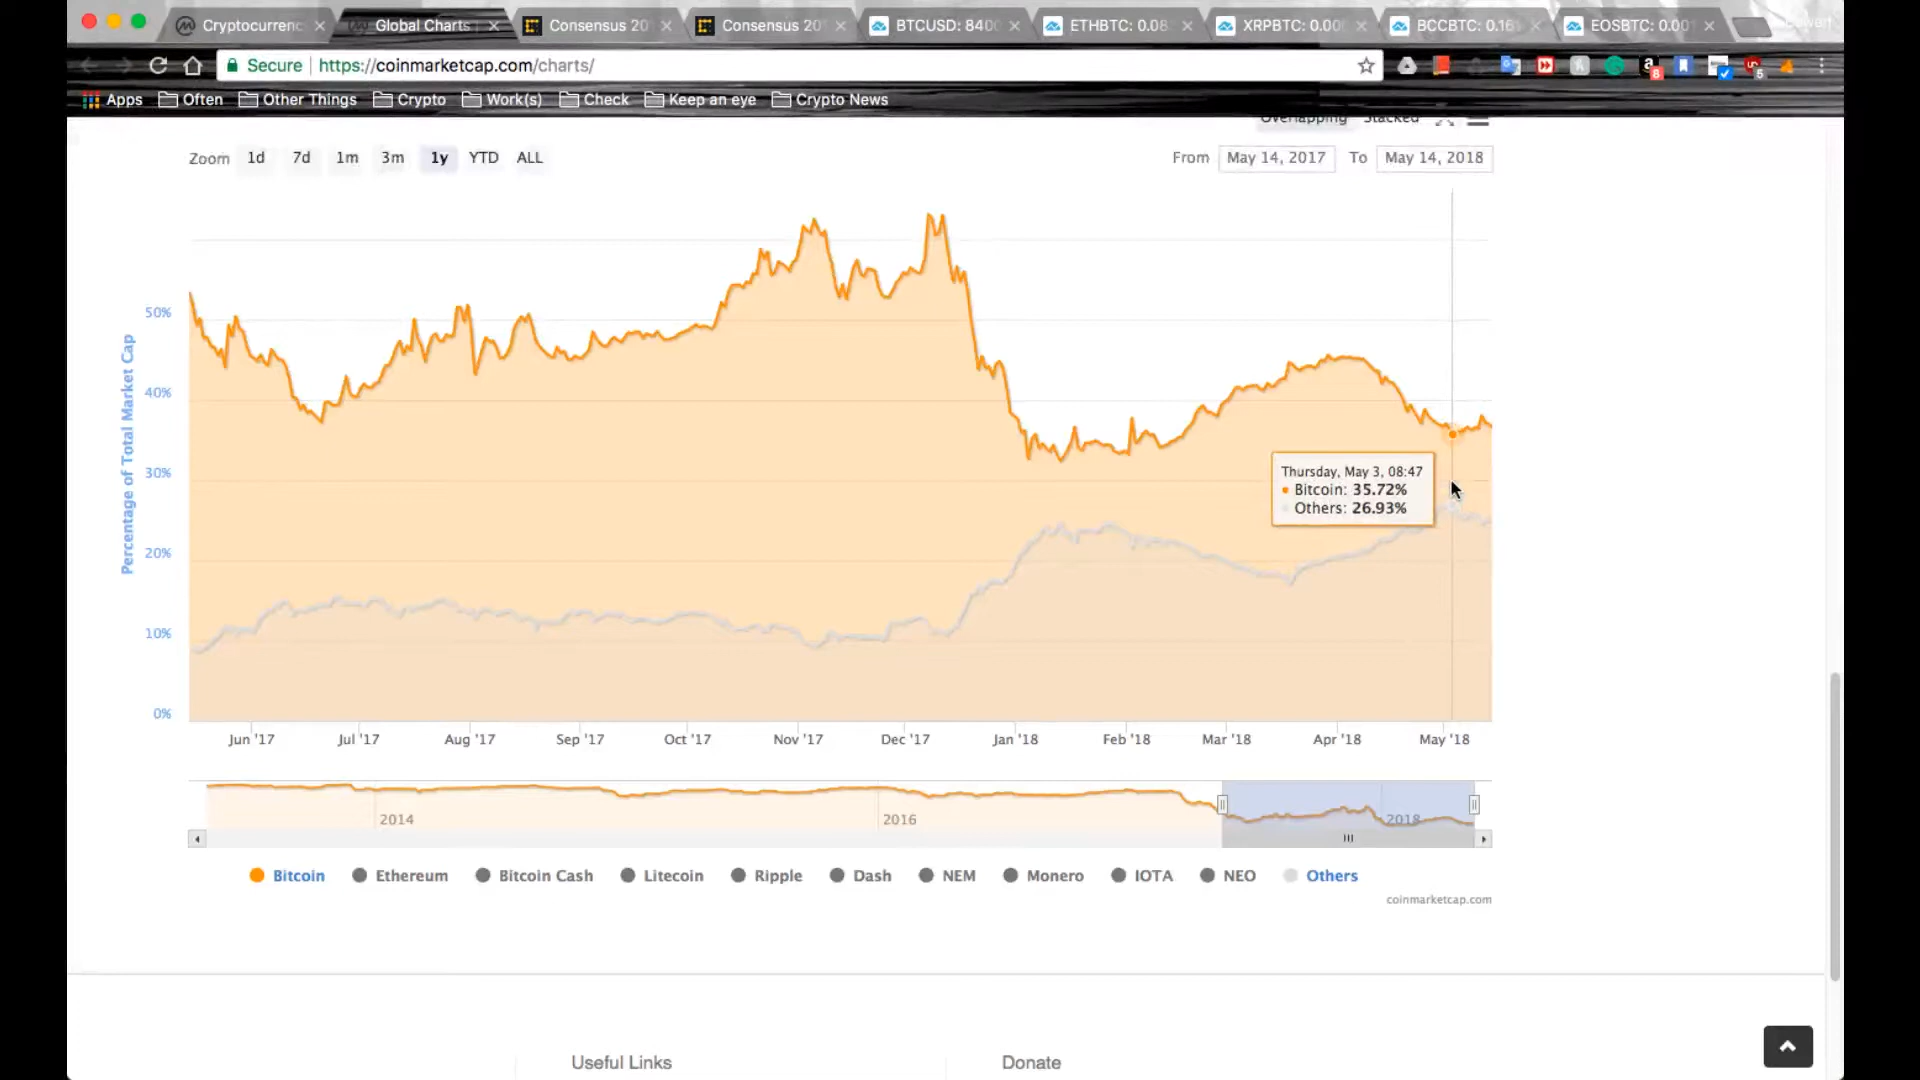 Cryptocurrenc
Global Charts
Consensus 20
Consensus 20
BTCUSD: 840
ETHBTC: 0.08
XRPBTC: 0.00
BCCBTC: 0.16
EOSBTC: 0.00
Secure https://coinmarketcap.com/charts/
8
5
Apps Often Other Things Crypto Work(s) Check Keep an eye Crypto News
Overlapping Stacked
Zoom 1d 7d 1m 3m 1y YTD ALL
From May 14, 2017 To May 14, 2018
Percentage of Total Market Cap
50%
40%
30%
20%
10%
0%
Thursday, May 3, 08:47
Bitcoin: 35.72%
Others: 26.93%
Jun '17 Jul '17 Aug '17 Sep '17 Oct '17 Nov '17 Dec '17 Jan '18 Feb '18 Mar '18 Apr '18 May '18
2014 2016 2018
Bitcoin Ethereum Bitcoin Cash Litecoin Ripple Dash NEM Monero IOTA NEO Others
coinmarketcap.com
Useful Links
Donate